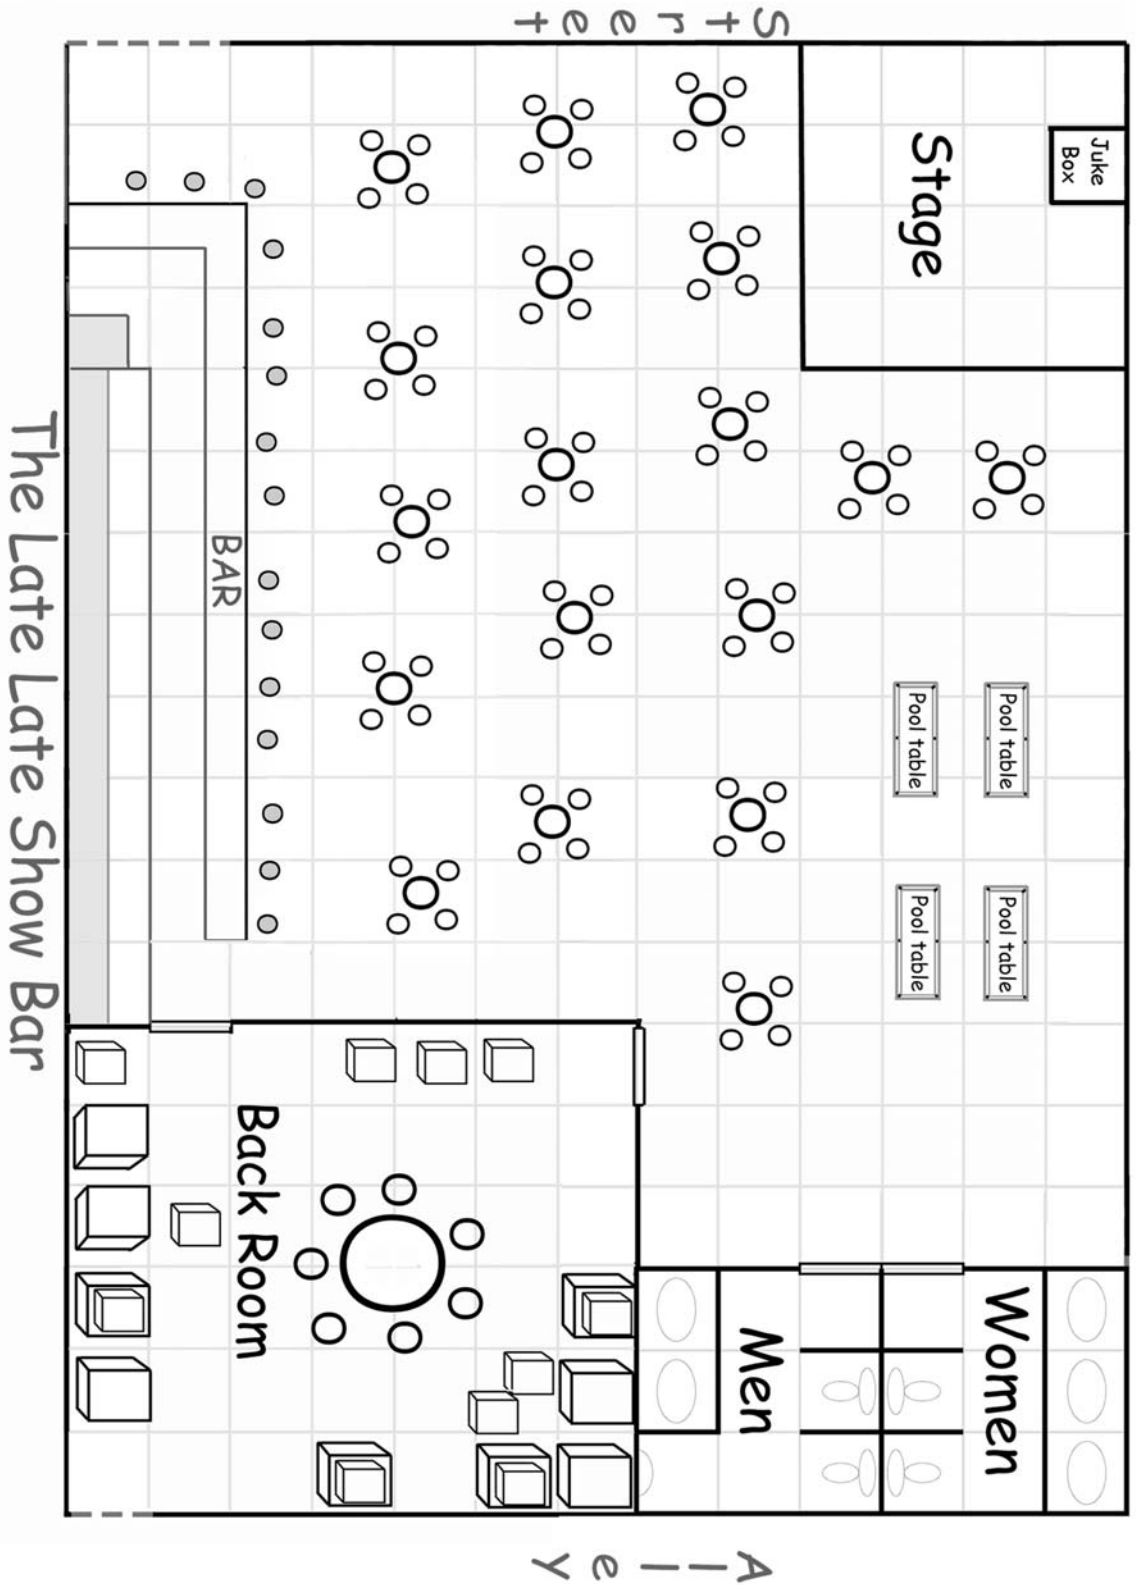 Street
Stage
Juke
Box
BAR
Pool table
Pool table
Pool table
Pool table
The Late Late Late Show Bar
Back Room
Men
Women
Alley